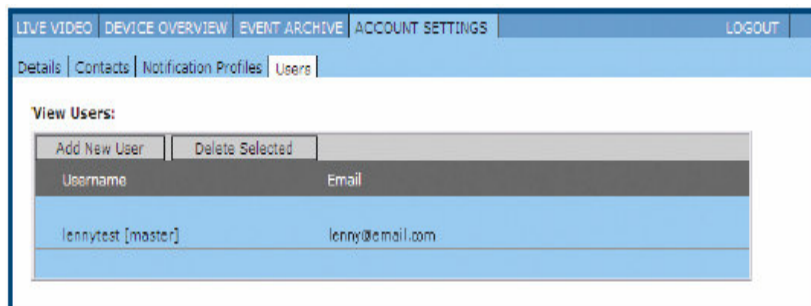 LIVE VIDEO DEVICE OVERVIEW EVENT ARCHIVE ACCOUNT SETTINGS LOGOUT
Details Contacts Notification Profiles Users
View Users:
Add New User Delete Selected
Username Email
lennytest [master] lenny@email.com